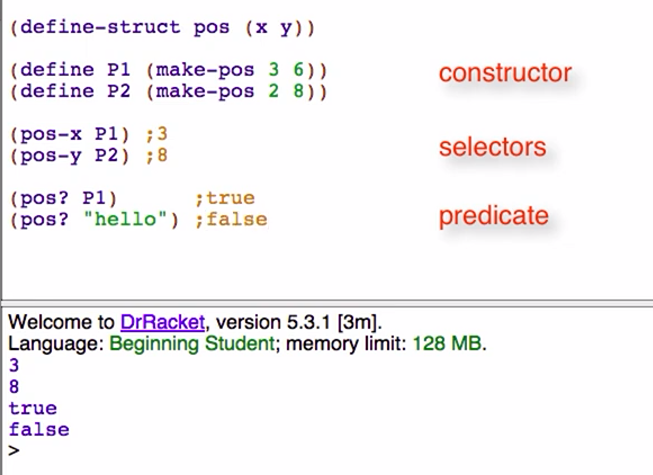 (define-struct pos (x y))
(define P1 (make-pos 3 6))
(define P2 (make-pos 2 8))
constructor
(pos-x P1) ;3
(pos-y P2) ;8
selectors
(pos? P1)       ;true
(pos? "hello") ;false
predicate
Welcome to DrRacket, version 5.3.1 [3m].
Language: Beginning Student; memory limit: 128 MB.
3
8
true
false
>